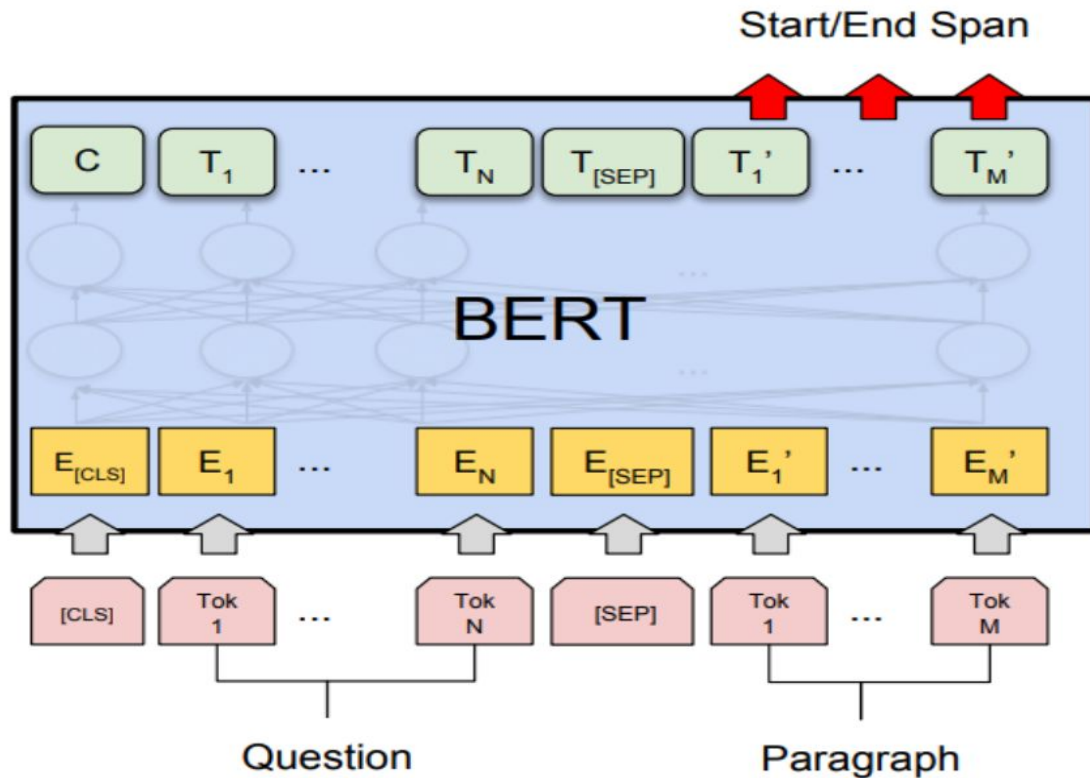 Start/End Span
C T1 ... TN T[SEP] T1’ ... TM’
...
BERT
...
E[CLS] E1 ... EN E[SEP] E1’ ... EM’
[CLS] Tok 1 ... Tok N [SEP] Tok 1 ... Tok M
Question Paragraph